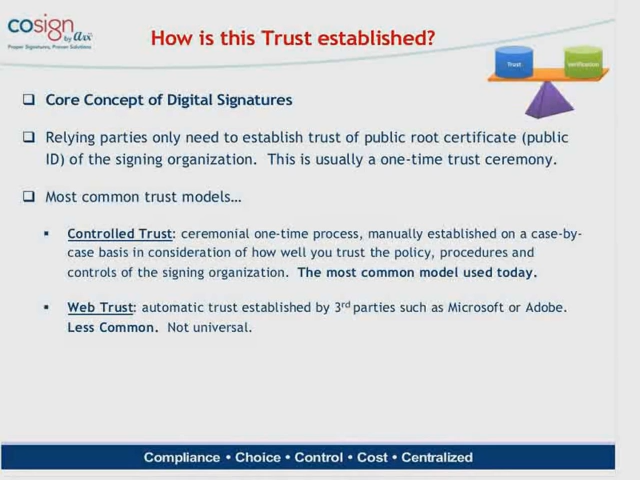 cosign
by arx
Proper Signatures, Proven Solutions
How is this Trust established?
Trust
Verification
❑ Core Concept of Digital Signatures
❑ Relying parties only need to establish trust of public root certificate (public
ID) of the signing organization. This is usually a one-time trust ceremony.
❑ Most common trust models…
▪ Controlled Trust: ceremonial one-time process, manually established on a case-by-
case basis in consideration of how well you trust the policy, procedures and
controls of the signing organization. The most common model used today.
▪ Web Trust: automatic trust established by 3rd parties such as Microsoft or Adobe.
Less Common. Not universal.
Compliance • Choice • Control • Cost • Centralized